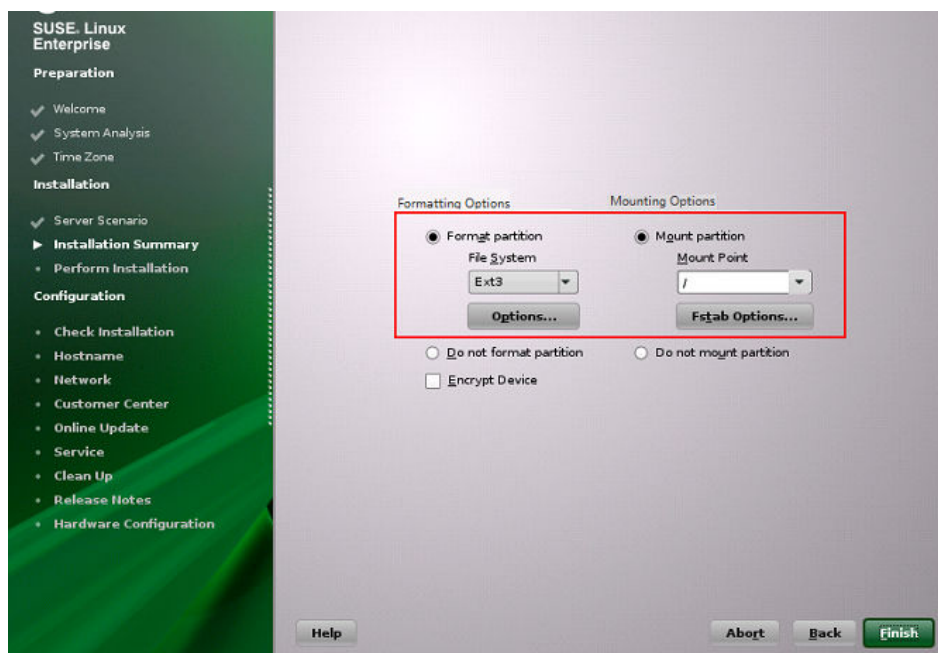 SUSE. Linux
Enterprise
Preparation
Welcome
System Analysis
Time Zone
Installation
Server Scenario
Installation Summary
Perform Installation
Configuration
Check Installation
Hostname
Network
Customer Center
Online Update
Service
Clean Up
Release Notes
Hardware Configuration
Formatting Options
Format partition
File System
Ext3
Options...
Do not format partition
Encrypt Device
Mounting Options
Mount partition
Mount Point
/
Fstab Options...
Do not mount partition
Help
Abort
Back
Finish